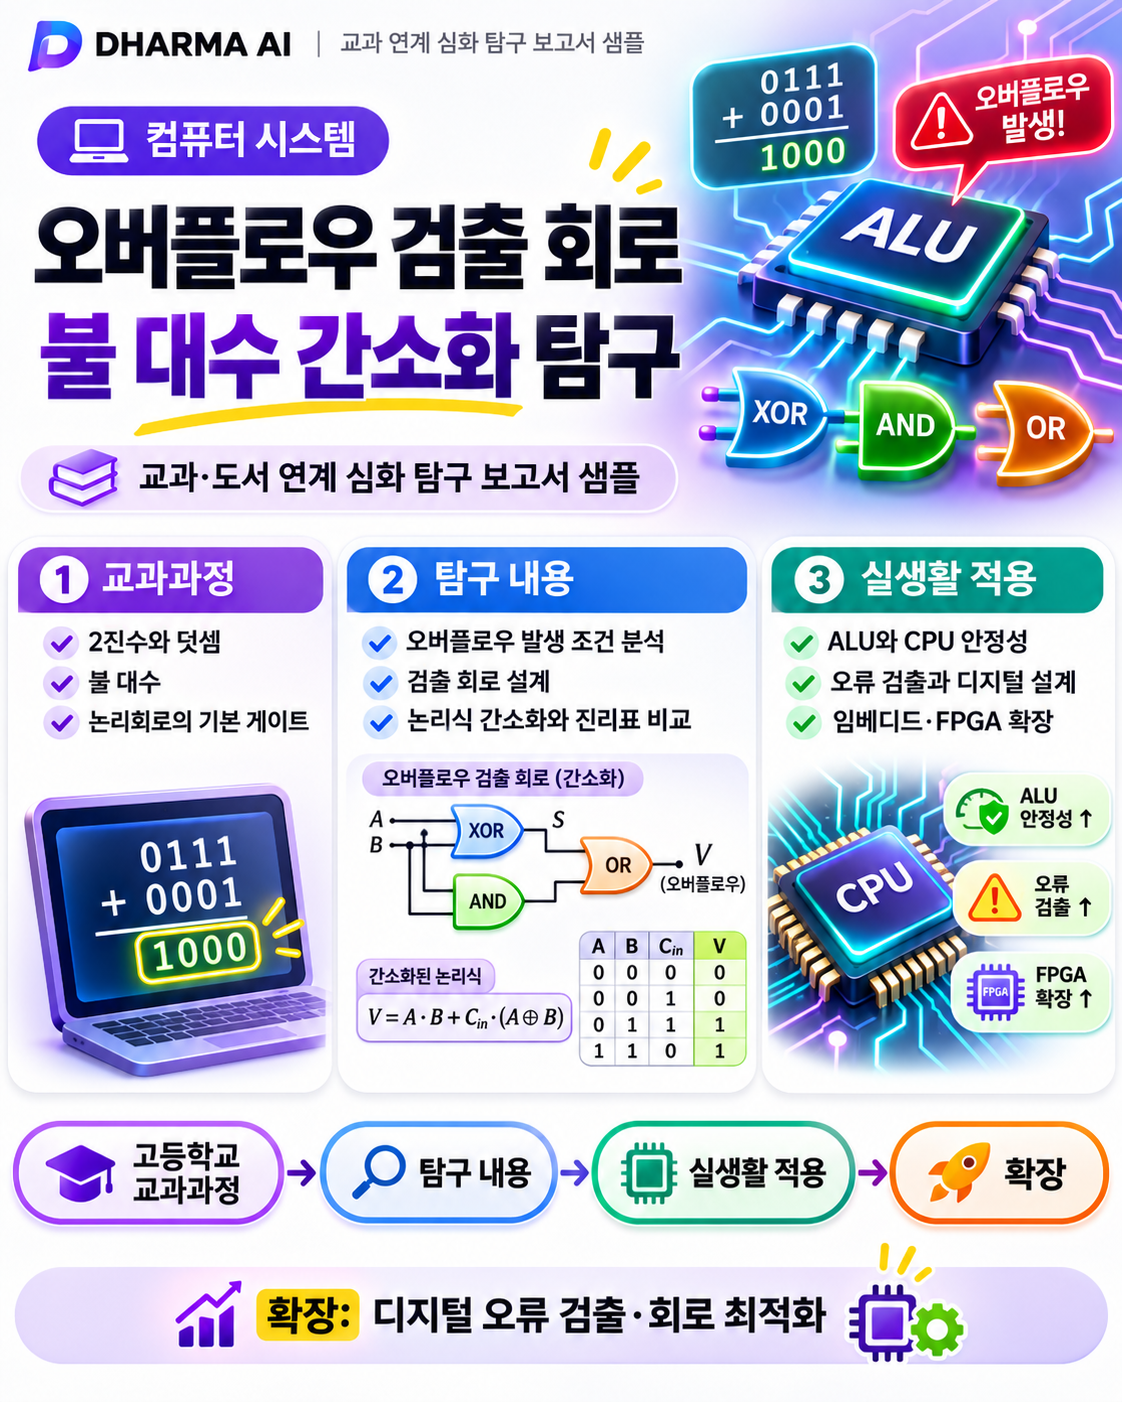 DHARMA AI | 교과 연계 심화 탐구 보고서 샘플
컴퓨터 시스템
오버플로우 검출 회로
불 대수 간소화 탐구
교과·도서 연계 심화 탐구 보고서 샘플
0111
+ 0001
1000
오버플로우
발생!
ALU
XOR
AND
OR
1 교과과정
2진수와 덧셈
불 대수
논리회로의 기본 게이트
0111
+ 0001
1000
2 탐구 내용
오버플로우 발생 조건 분석
검출 회로 설계
논리식 간소화와 진리표 비교
오버플로우 검출 회로 (간소화)
A
B
XOR
S
AND
OR
V
(오버플로우)
간소화된 논리식
V = A · B + Cin · (A ⊕ B)
A B Cin V
0 0 0 0
0 0 1 0
0 1 1 1
1 1 0 1
3 실생활 적용
ALU와 CPU 안정성
오류 검출과 디지털 설계
임베디드·FPGA 확장
CPU
ALU
안정성 ↑
오류
검출 ↑
FPGA
FPGA
확장 ↑
고등학교
교과과정
탐구 내용
실생활 적용
확장
확장: 디지털 오류 검출·회로 최적화